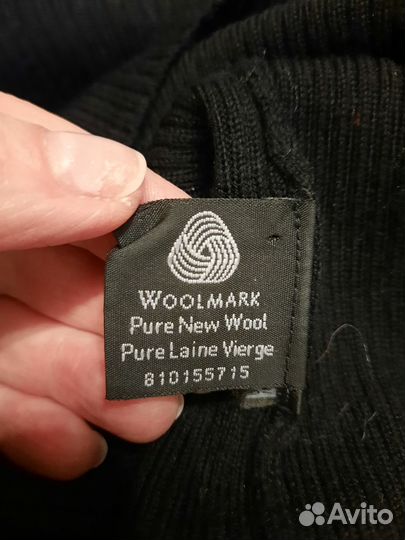 WOOLMARK
Pure New Wool
Pure Laine Vierge
810155715
Avito